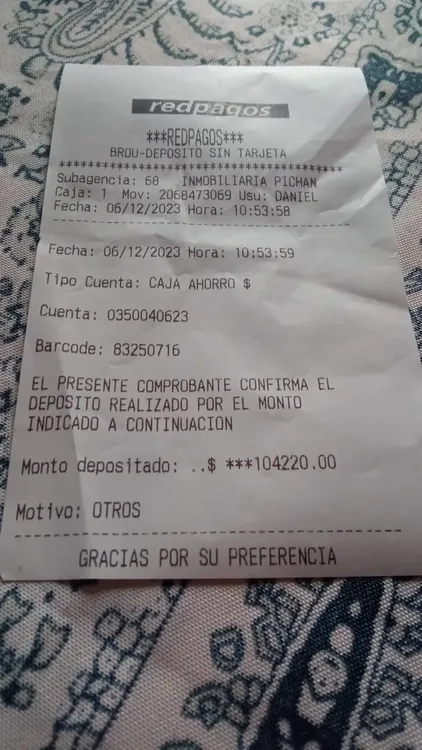 redpagos
***REDPAGOS***
BROU-DEPOSITO SIN TARJETA
****************************************
Subagencia: 68 INMOBILIARIA PICHAN
Caja: 1 Mov: 2068473069 Usu: DANIEL
Fecha: 06/12/2023 Hora: 10:53:58
----------------------------------------
Fecha: 06/12/2023 Hora: 10:53:59
Tipo Cuenta: CAJA AHORRO $
Cuenta: 0350040623
Barcode: 83250716
EL PRESENTE COMPROBANTE CONFIRMA EL
DEPOSITO REALIZADO POR EL MONTO
INDICADO A CONTINUACION
Monto depositado: ..$ ***104220.00
Motivo: OTROS
----------------------------------------
GRACIAS POR SU PREFERENCIA